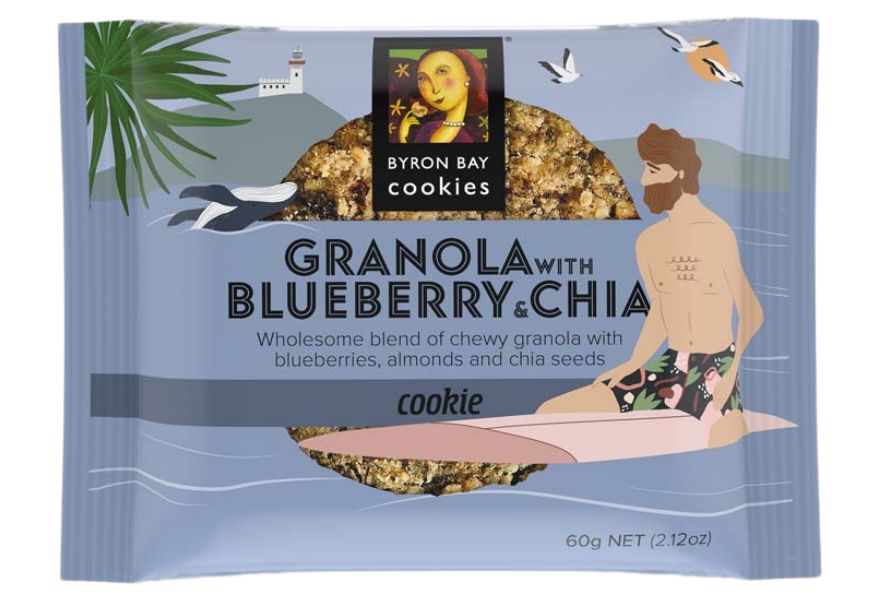 BYRON BAY
cookies
GRANOLA WITH
BLUEBERRY & CHIA
Wholesome blend of chewy granola with
blueberries, almonds and chia seeds
cookie
60g NET (2.12oz)